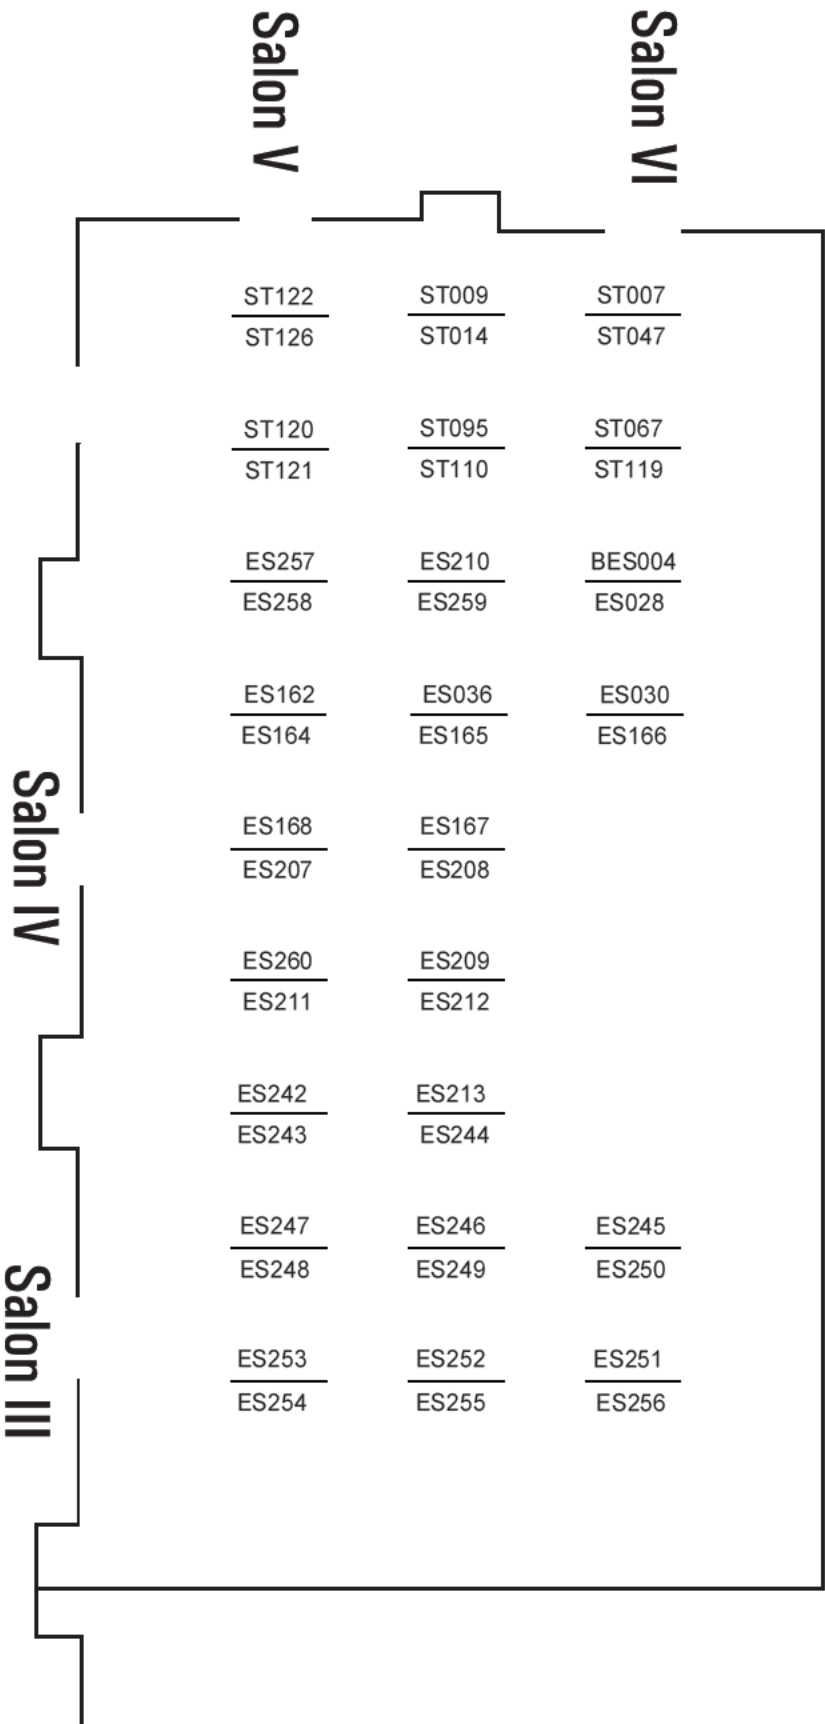 Salon V
Salon VI
ST122 ST009 ST007
ST126 ST014 ST047
ST120 ST095 ST067
ST121 ST110 ST119
ES257 ES210 BES004
ES258 ES259 ES028
ES162 ES036 ES030
ES164 ES165 ES166
Salon IV
ES168 ES167
ES207 ES208
ES260 ES209
ES211 ES212
ES242 ES213
ES243 ES244
Salon III
ES247 ES246 ES245
ES248 ES249 ES250
ES253 ES252 ES251
ES254 ES255 ES256